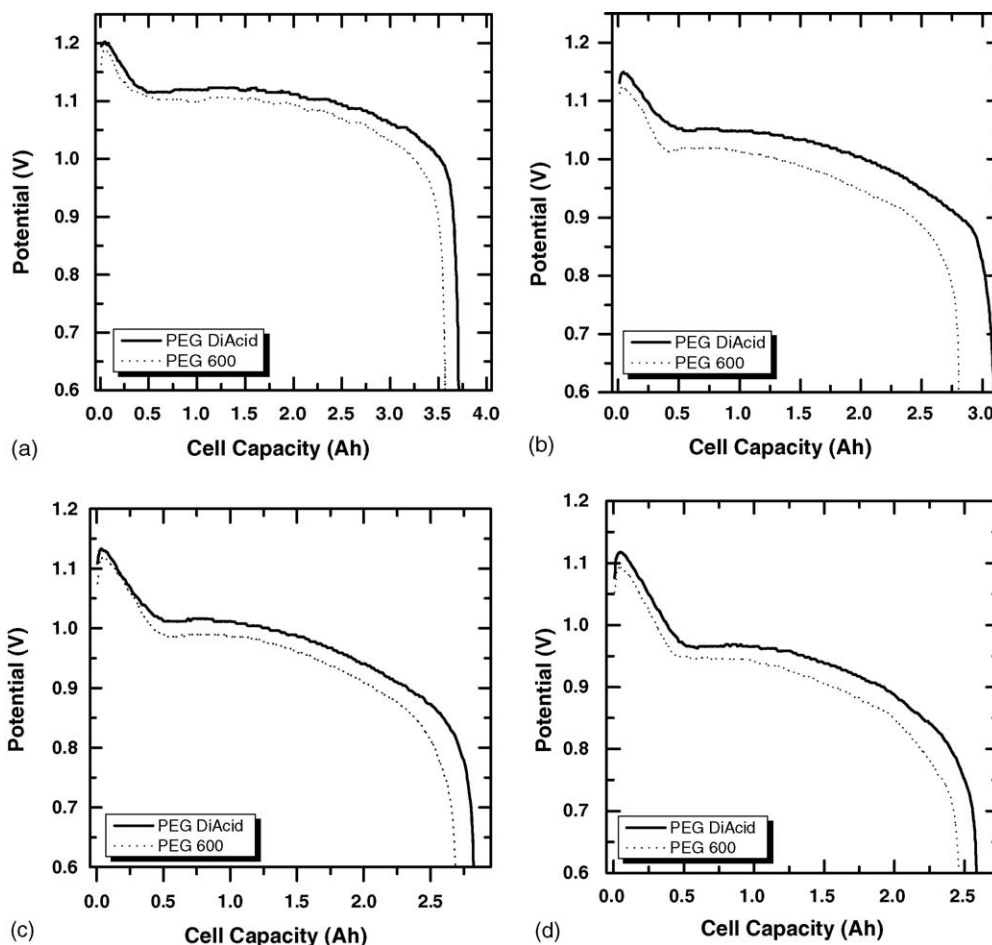 1.2
1.1
1.0
0.9
0.8
0.7
0.6
Potential (V)
PEG DiAcid
PEG 600
0.0 0.5 1.0 1.5 2.0 2.5 3.0 3.5 4.0
(a) Cell Capacity (Ah)
1.2
1.1
1.0
0.9
0.8
0.7
0.6
Potential (V)
PEG DiAcid
PEG 600
0.0 0.5 1.0 1.5 2.0 2.5 3.0
(b) Cell Capacity (Ah)
1.2
1.1
1.0
0.9
0.8
0.7
0.6
Potential (V)
PEG DiAcid
PEG 600
0.0 0.5 1.0 1.5 2.0 2.5
(c) Cell Capacity (Ah)
1.2
1.1
1.0
0.9
0.8
0.7
0.6
Potential (V)
PEG DiAcid
PEG 600
0.0 0.5 1.0 1.5 2.0 2.5
(d) Cell Capacity (Ah)